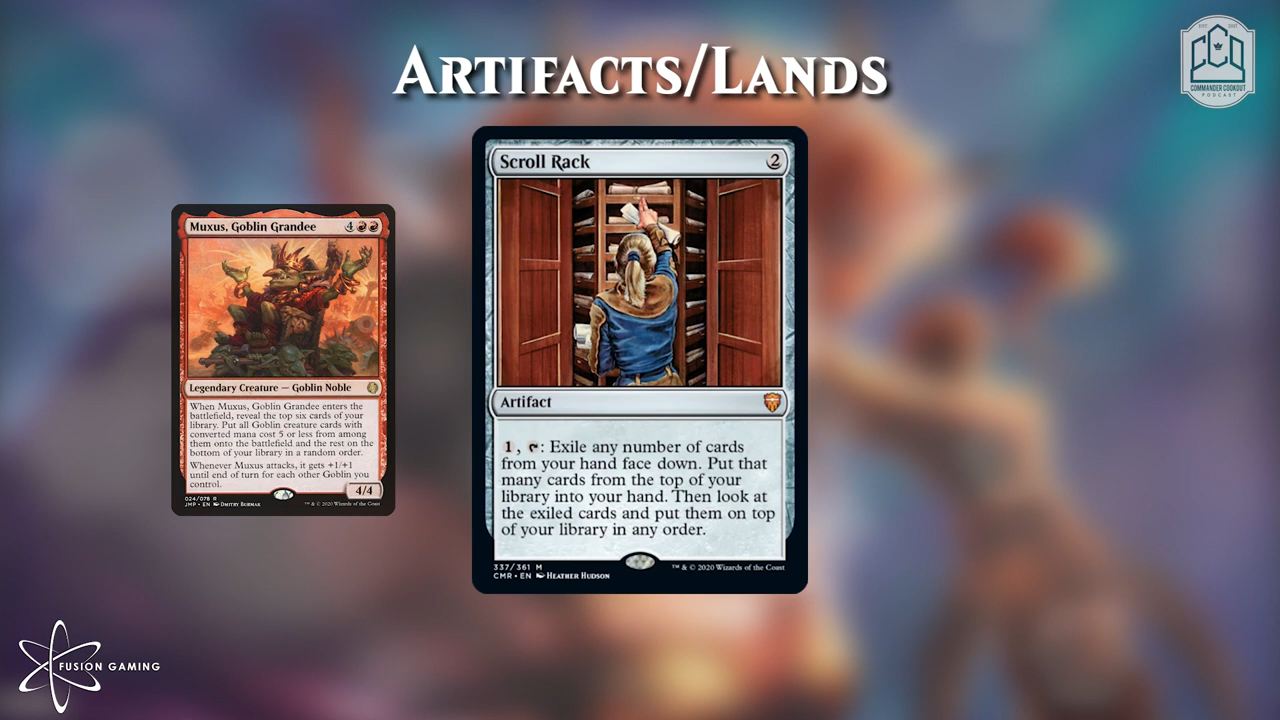 ARTIFACTS/LANDS
COMMANDER COOKOUT
PODCAST
Muxus, Goblin Grandee 4
Legendary Creature — Goblin Noble
When Muxus, Goblin Grandee enters the
battlefield, reveal the top six cards of your
library. Put all Goblin creature cards with
converted mana cost 5 or less from among
them onto the battlefield and the rest on the
bottom of your library in a random order.
Whenever Muxus attacks, it gets +1/+1
until end of turn for each other Goblin you
control.
4/4
024/078 R
JMP • EN Dmitry Burmak
™ & © 2020 Wizards of the Coast
Scroll Rack 2
Artifact
1, : Exile any number of cards
from your hand face down. Put that
many cards from the top of your
library into your hand. Then look at
the exiled cards and put them on top
of your library in any order.
337/361 M
CMR • EN Heather Hudson
™ & © 2020 Wizards of the Coast
FUSION GAMING